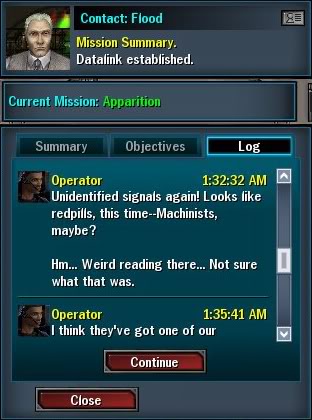 Contact: Flood
Mission Summary.
Datalink established.
Current Mission: Apparition
Summary
Objectives
Log
Operator 1:32:32 AM
Unidentified signals again! Looks like
redpills, this time--Machinists,
maybe?
Hm... Weird reading there... Not sure
what that was.
Operator 1:35:41 AM
I think they've got one of our
Continue
Close